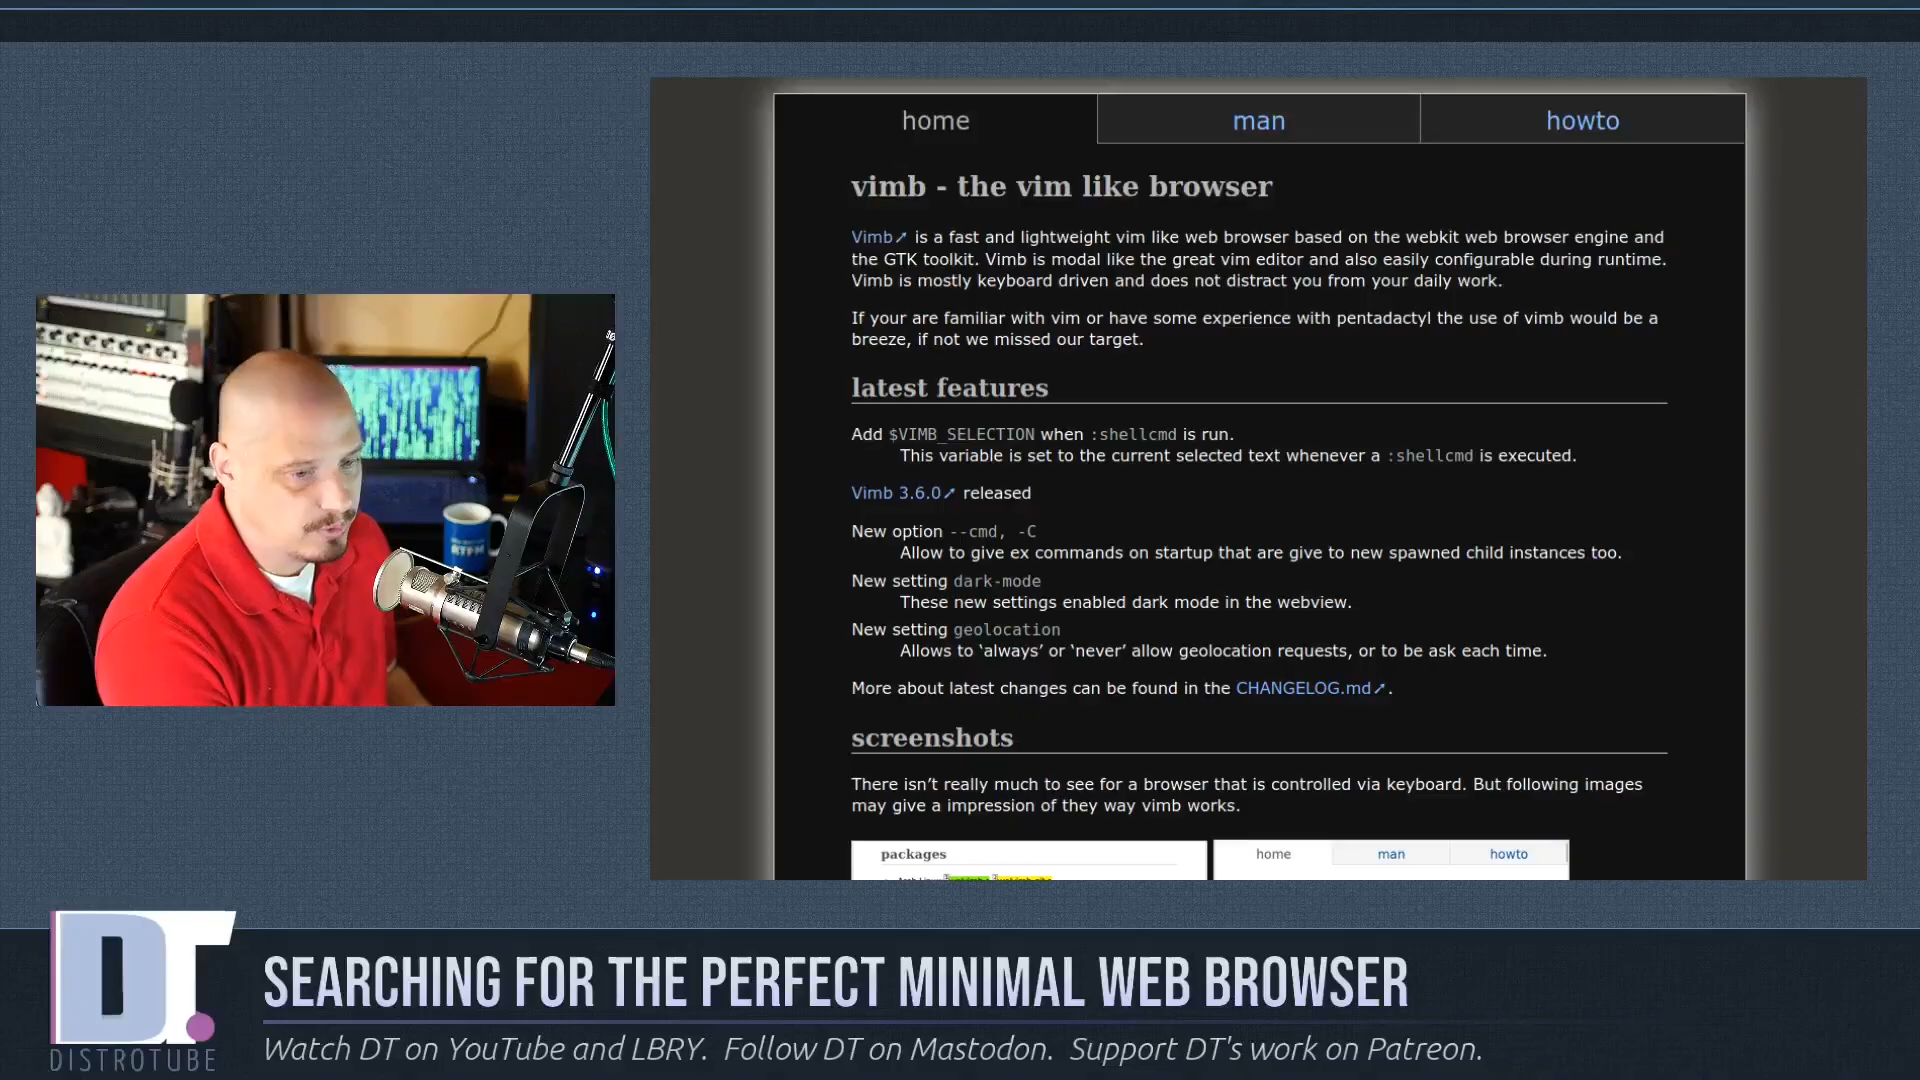 home
man
howto
vimb - the vim like browser
Vimb is a fast and lightweight vim like web browser based on the webkit web browser engine and
the GTK toolkit. Vimb is modal like the great vim editor and also easily configurable during runtime.
Vimb is mostly keyboard driven and does not distract you from your daily work.
If your are familiar with vim or have some experience with pentadactyl the use of vimb would be a
breeze, if not we missed our target.
latest features
Add $VIMB_SELECTION when :shellcmd is run.
This variable is set to the current selected text whenever a :shellcmd is executed.
Vimb 3.6.0 released
New option --cmd, -C
Allow to give ex commands on startup that are give to new spawned child instances too.
New setting dark-mode
These new settings enabled dark mode in the webview.
New setting geolocation
Allows to ‘always’ or ‘never’ allow geolocation requests, or to be ask each time.
More about latest changes can be found in the CHANGELOG.md.
screenshots
There isn’t really much to see for a browser that is controlled via keyboard. But following images
may give a impression of they way vimb works.
packages
home
man
howto
RTFM
DT
DISTROTUBE
SEARCHING FOR THE PERFECT MINIMAL WEB BROWSER
Watch DT on YouTube and LBRY. Follow DT on Mastodon. Support DT's work on Patreon.